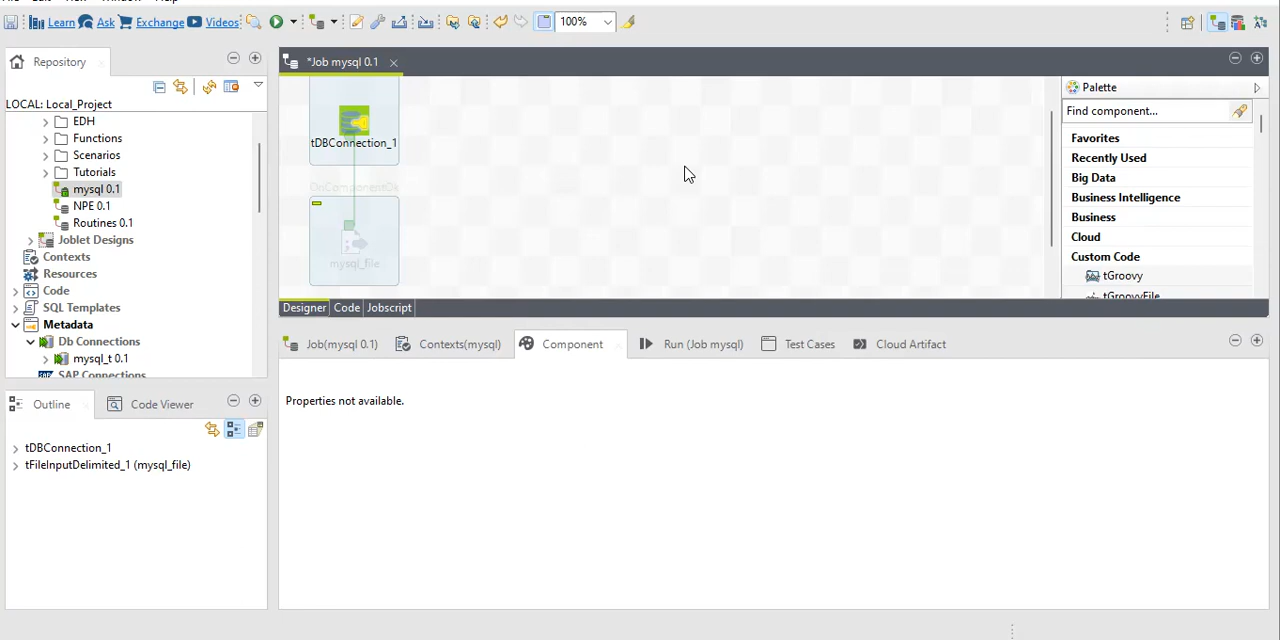 Learn Ask Exchange Videos 100%
Repository
LOCAL: Local_Project
EDH
Functions
Scenarios
Tutorials
mysql 0.1
NPE 0.1
Routines 0.1
Joblet Designs
Contexts
Resources
Code
SQL Templates
Metadata
Db Connections
mysql_t 0.1
SAP Connections
Outline
Code Viewer
tDBConnection_1
tFileInputDelimited_1 (mysql_file)
*Job mysql 0.1
tDBConnection_1
OnComponentOk
mysql_file
Designer Code Jobscript
Palette
Find component...
Favorites
Recently Used
Big Data
Business Intelligence
Business
Cloud
Custom Code
tGroovy
tGroovyFile
Job(mysql 0.1) Contexts(mysql) Component Run (Job mysql) Test Cases Cloud Artifact
Properties not available.